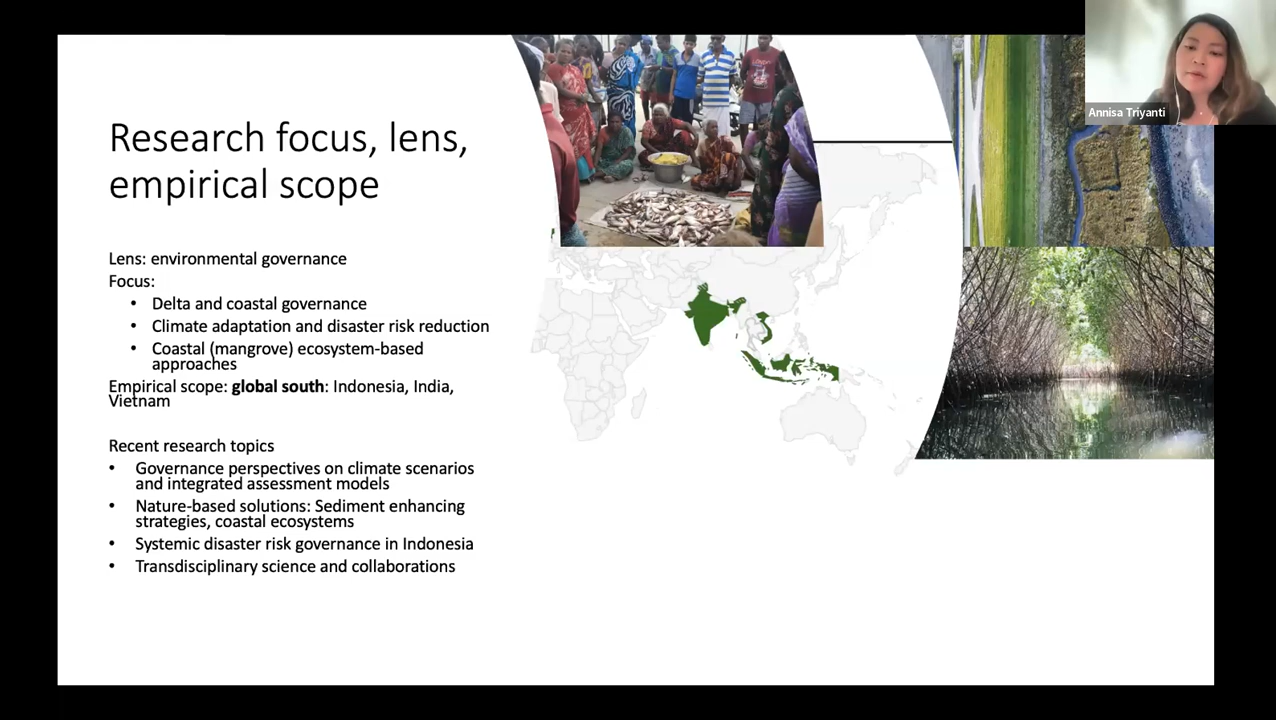 Research focus, lens,
empirical scope
Lens: environmental governance
Focus:
• Delta and coastal governance
• Climate adaptation and disaster risk reduction
• Coastal (mangrove) ecosystem-based
approaches
Empirical scope: global south: Indonesia, India,
Vietnam
Recent research topics
• Governance perspectives on climate scenarios
and integrated assessment models
• Nature-based solutions: Sediment enhancing
strategies, coastal ecosystems
• Systemic disaster risk governance in Indonesia
• Transdisciplinary science and collaborations
Annisa Triyanti